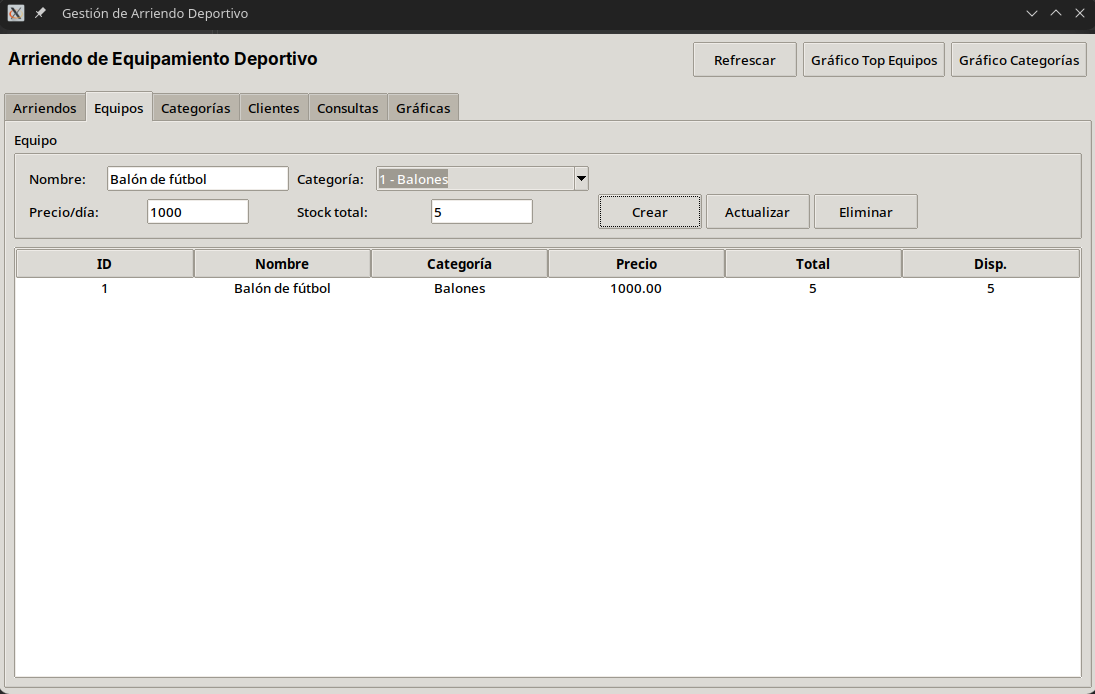 Gestión de Arriendo Deportivo
Arriendo de Equipamiento Deportivo
Refrescar Gráfico Top Equipos Gráfico Categorías
Arriendos Equipos Categorías Clientes Consultas Gráficas
Equipo
Nombre: Balón de fútbol Categoría: 1 - Balones
Precio/día: 1000 Stock total: 5 Crear Actualizar Eliminar
ID Nombre Categoría Precio Total Disp.
1 Balón de fútbol Balones 1000.00 5 5